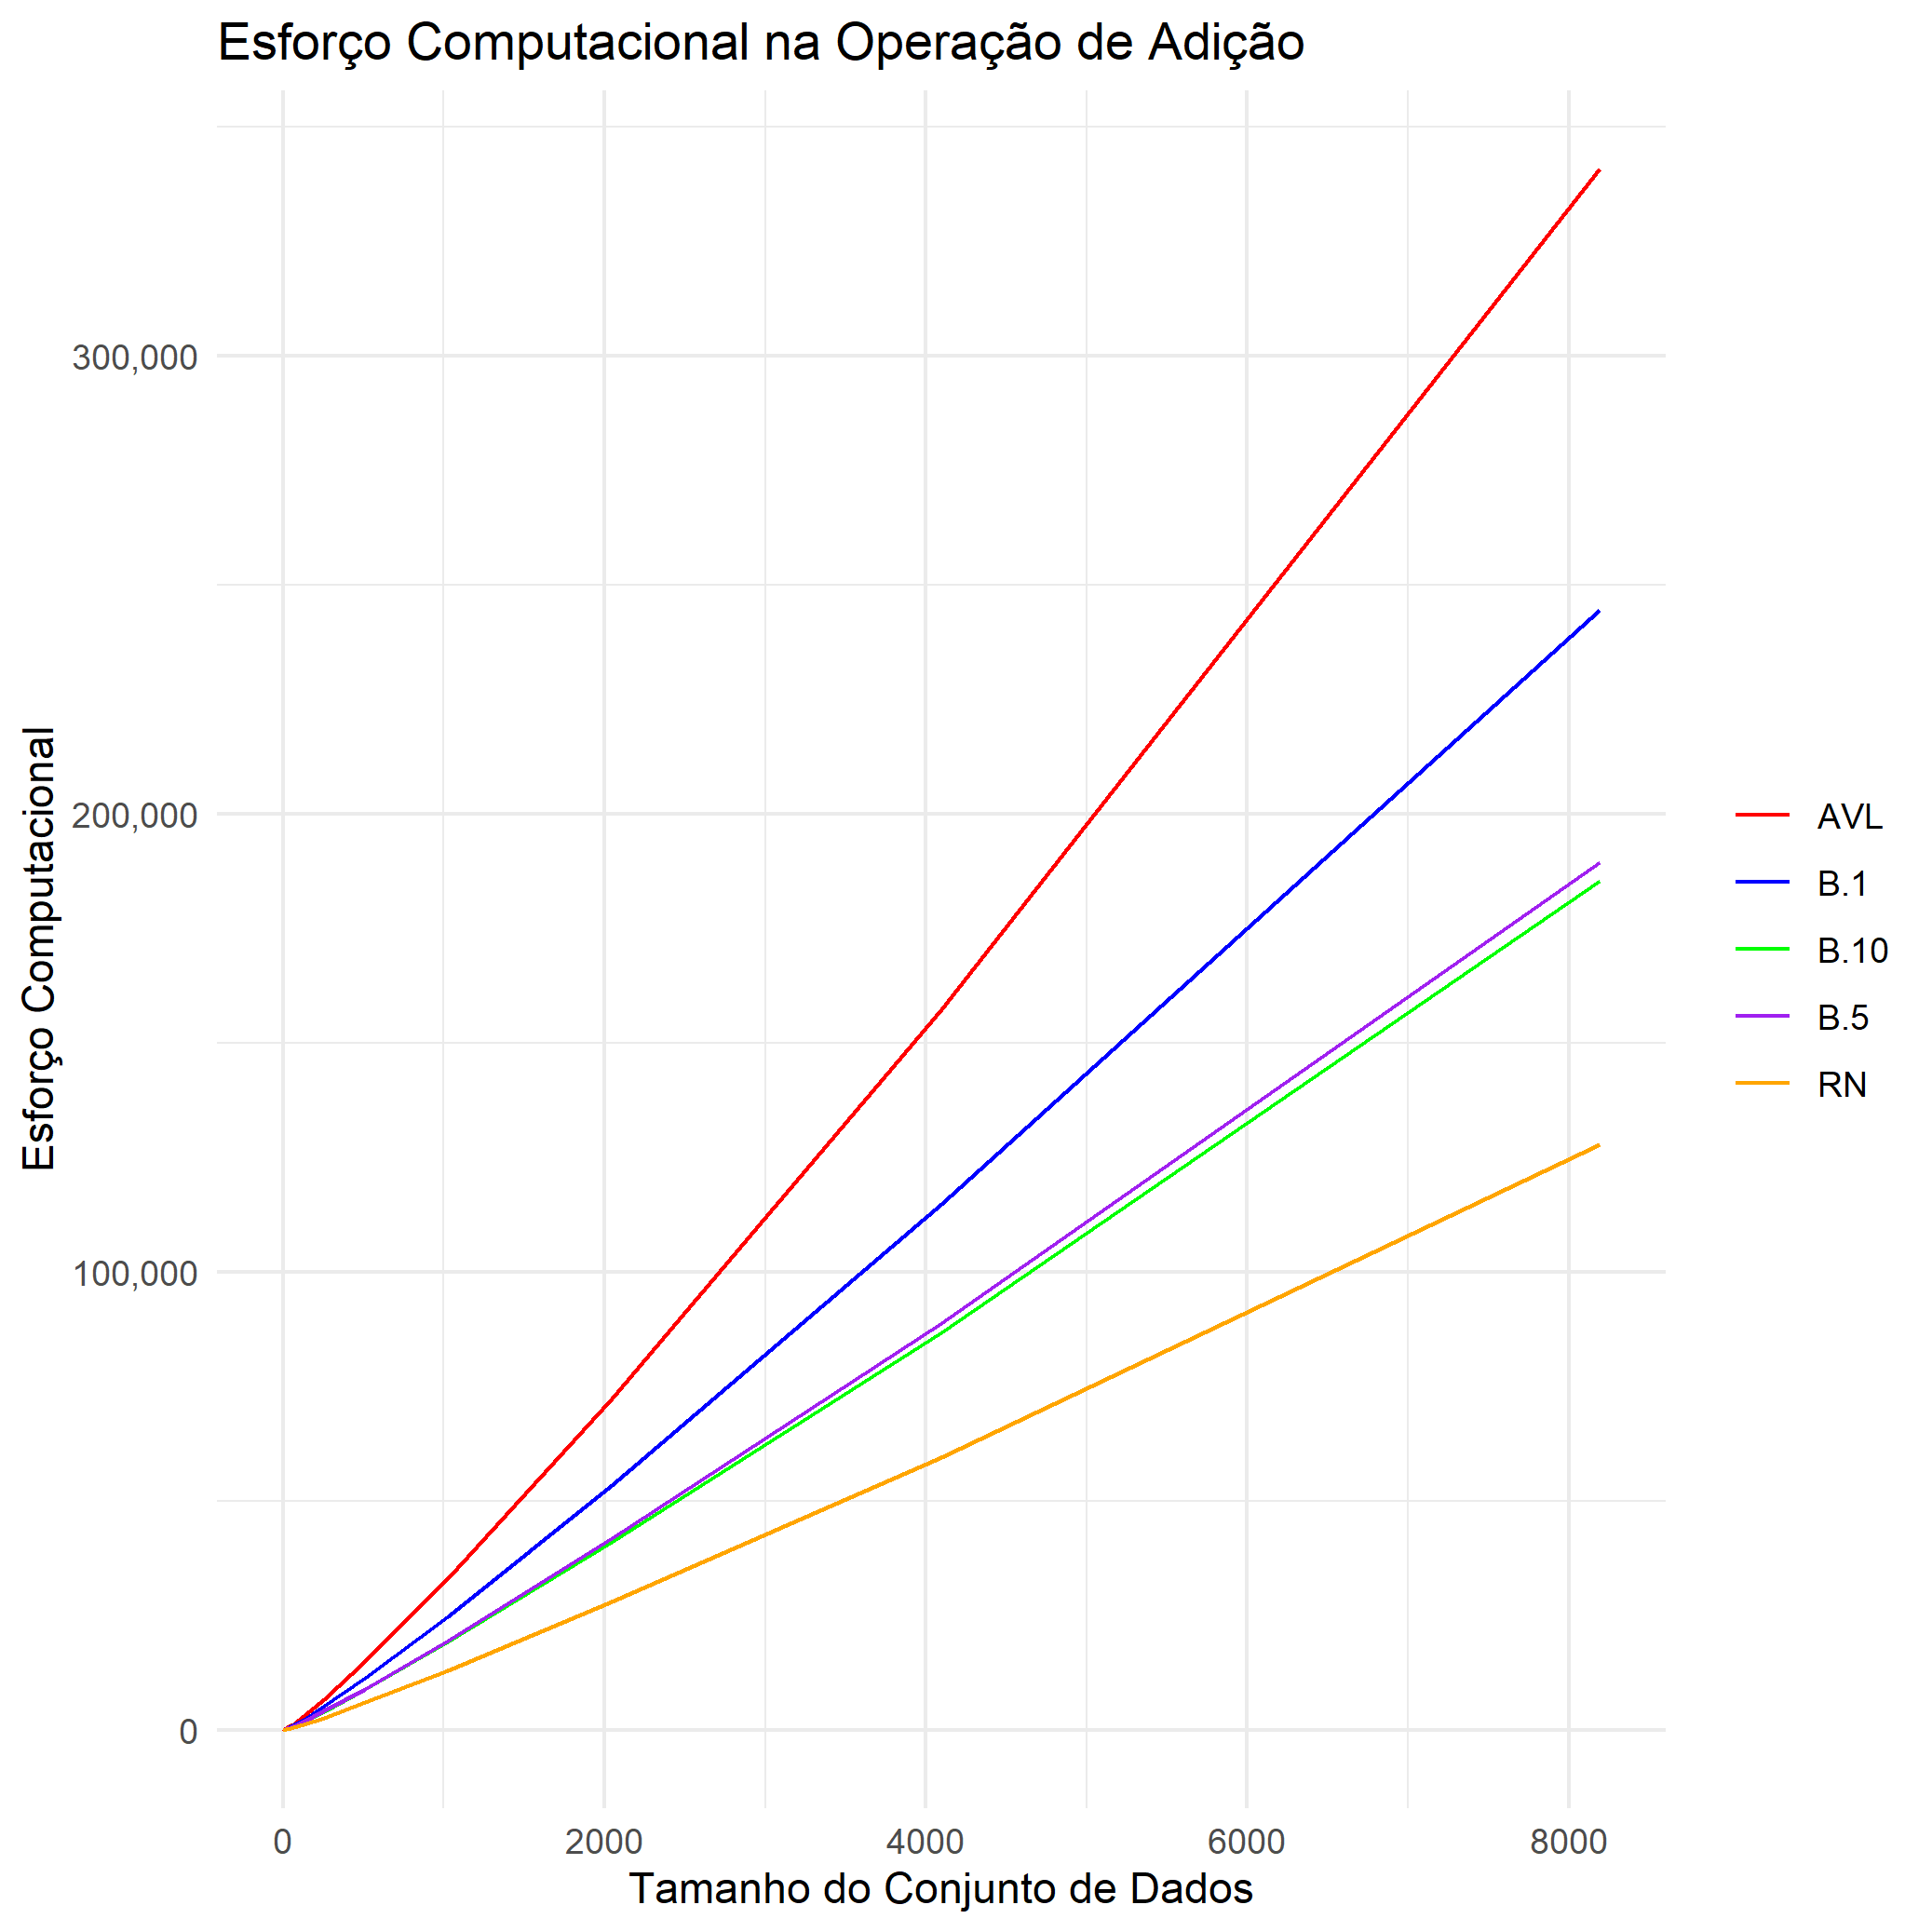 Esforço Computacional na Operação de Adição
Esforço Computacional
300,000
200,000
100,000
0
0 2000 4000 6000 8000
Tamanho do Conjunto de Dados
AVL
B.1
B.10
B.5
RN